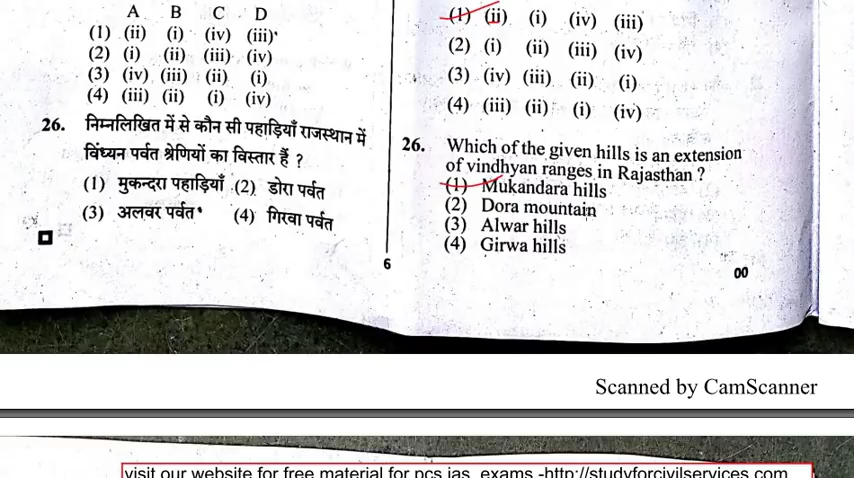 A B C D
(1) (ii) (i) (iv) (iii)
(2) (i) (ii) (iii) (iv)
(3) (iv) (iii) (ii) (i)
(4) (iii) (ii) (i) (iv)
26. निम्नलिखित में से कौन सी पहाड़ियाँ राजस्थान में
विंध्यन पर्वत श्रेणियों का विस्तार हैं ?
(1) मुकन्दरा पहाड़ियाँ (2) डोरा पर्वत
(3) अलवर पर्वत (4) गिरवा पर्वत
(1) (ii) (i) (iv) (iii)
(2) (i) (ii) (iii) (iv)
(3) (iv) (iii) (ii) (i)
(4) (iii) (ii) (i) (iv)
26. Which of the given hills is an extension
of vindhyan ranges in Rajasthan ?
(1) Mukandara hills
(2) Dora mountain
(3) Alwar hills
(4) Girwa hills
6
00
Scanned by CamScanner
visit our website for free material for pcs ias exams -http://studyforcivilservices.com